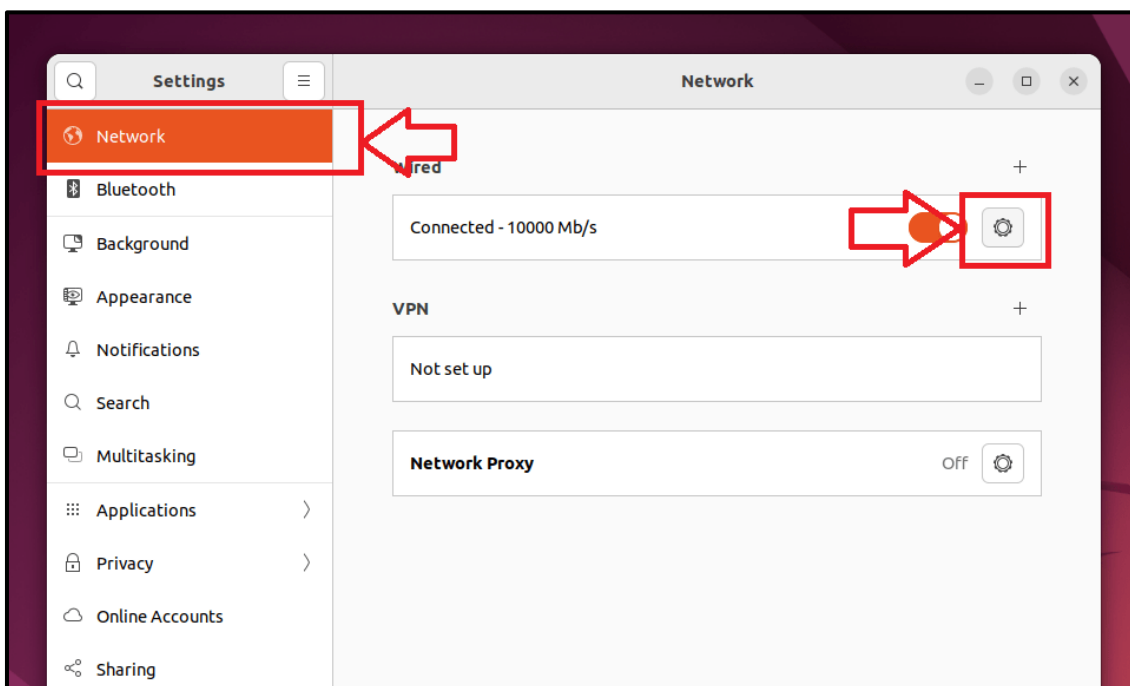 Settings
Network
Network
Bluetooth
Background
Appearance
Notifications
Search
Multitasking
Applications
Privacy
Online Accounts
Sharing
Wired
Connected - 10000 Mb/s
VPN
Not set up
Network Proxy
Off